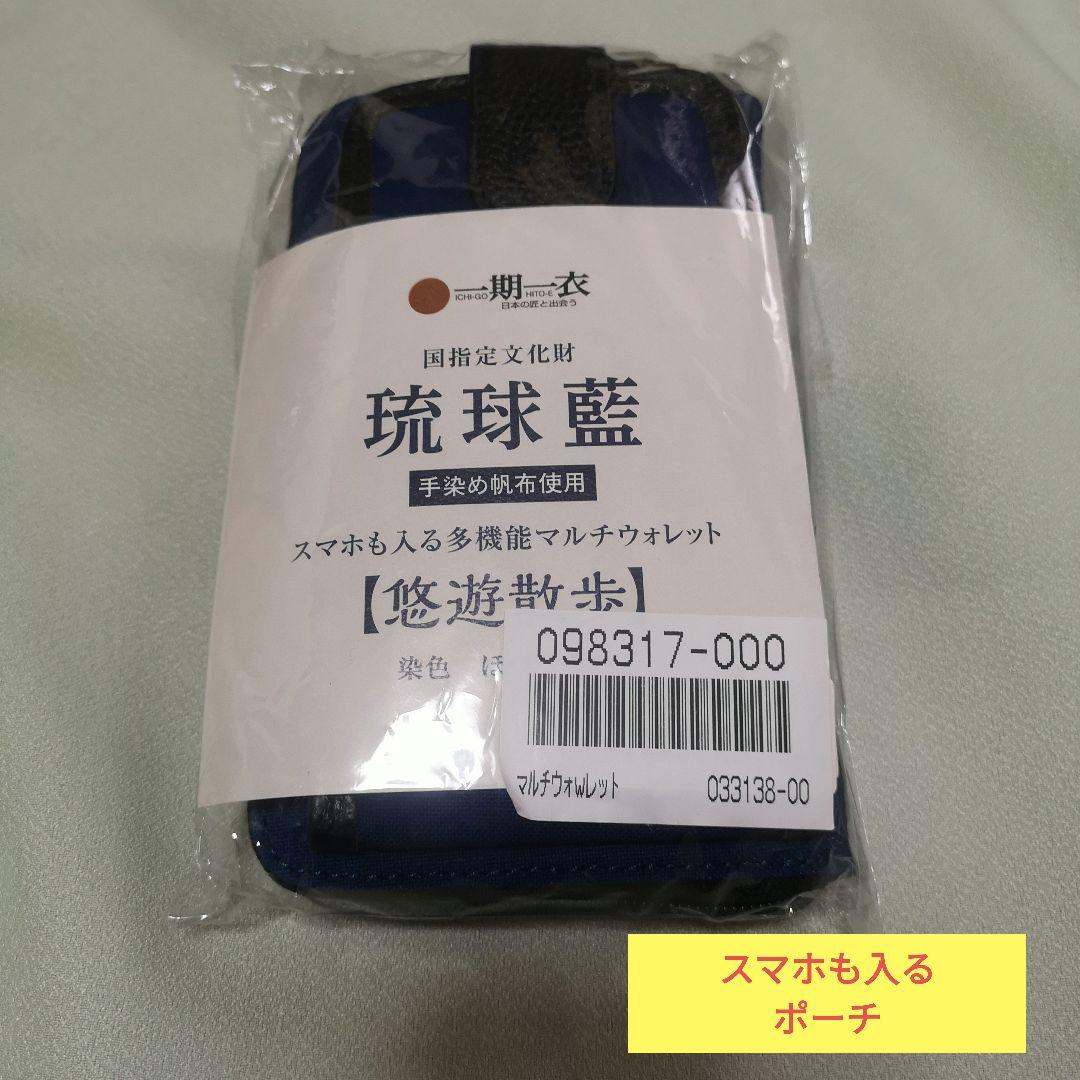 一期一衣
ICHI-GO HITO-E
日本の匠と出会う
国指定文化財
琉球藍
手染め帆布使用
スマホも入る多機能マルチウォレット
【悠遊散歩】
染色 ほ
098317-000
マルチウォwレット 033138-00
スマホも入る
ポーチ